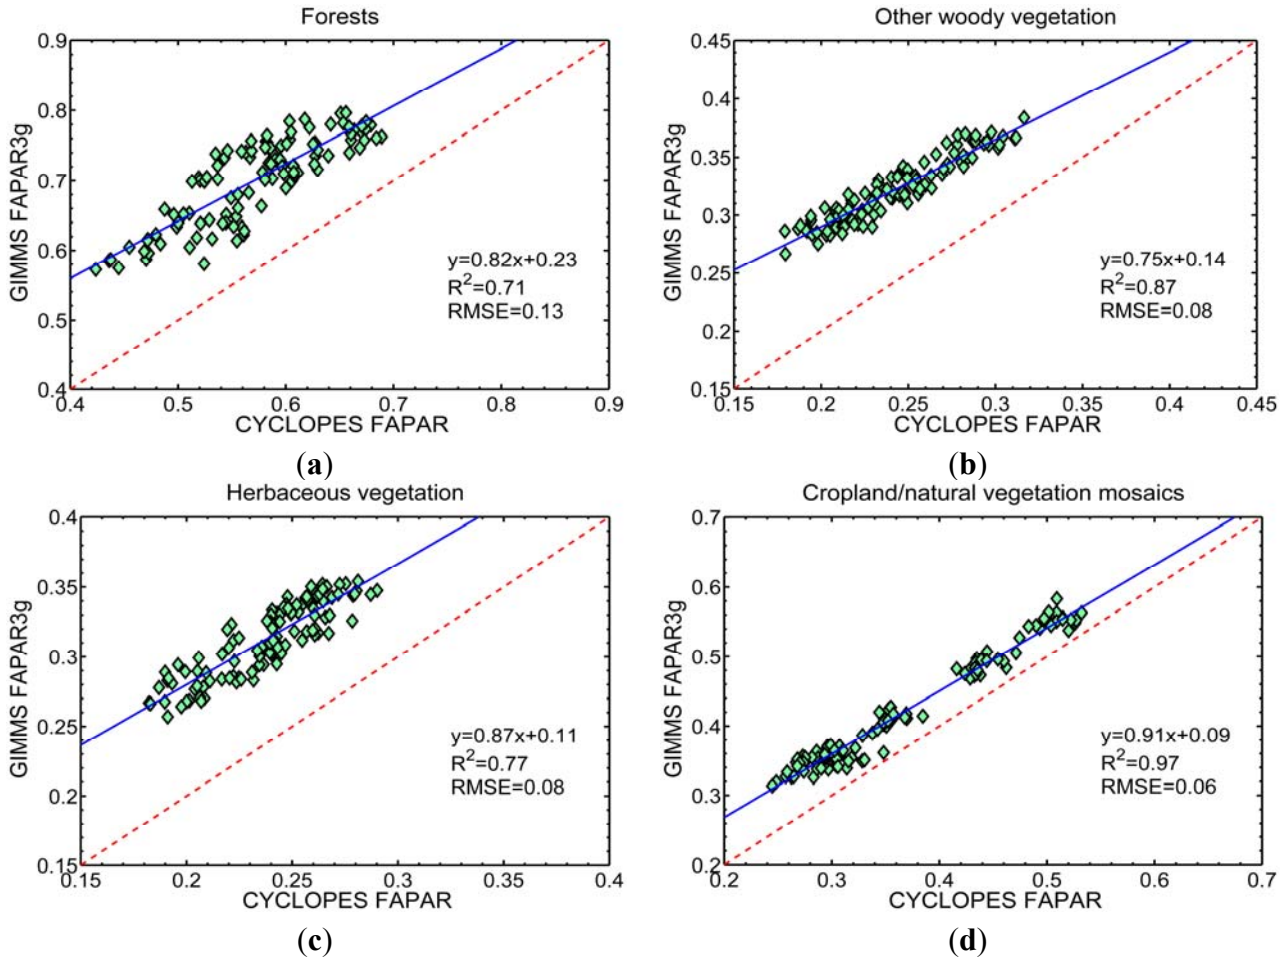 Forests
0.9
0.8
0.7
0.6
0.5
0.4
GIMMS FAPAR3g
y=0.82x+0.23
R²=0.71
RMSE=0.13
0.4 0.5 0.6 0.7 0.8 0.9
CYCLOPES FAPAR
(a)
Other woody vegetation
0.45
0.4
0.35
0.3
0.25
0.2
0.15
GIMMS FAPAR3g
y=0.75x+0.14
R²=0.87
RMSE=0.08
0.15 0.2 0.25 0.3 0.35 0.4 0.45
CYCLOPES FAPAR
(b)
Herbaceous vegetation
0.4
0.35
0.3
0.25
0.2
0.15
GIMMS FAPAR3g
y=0.87x+0.11
R²=0.77
RMSE=0.08
0.15 0.2 0.25 0.3 0.35 0.4
CYCLOPES FAPAR
(c)
Cropland/natural vegetation mosaics
0.7
0.6
0.5
0.4
0.3
0.2
GIMMS FAPAR3g
y=0.91x+0.09
R²=0.97
RMSE=0.06
0.2 0.3 0.4 0.5 0.6 0.7
CYCLOPES FAPAR
(d)